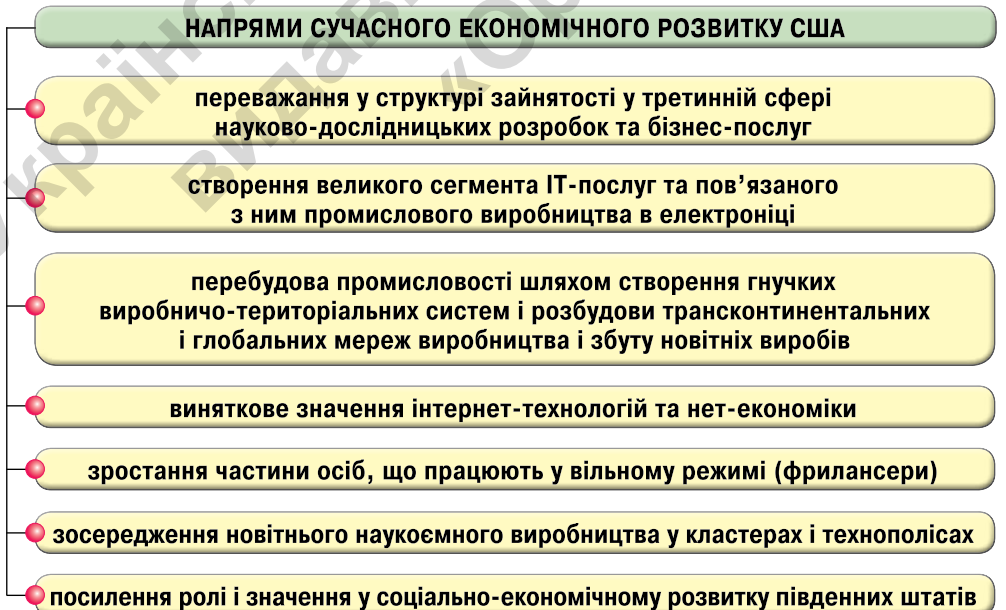 НАПРЯМИ СУЧАСНОГО ЕКОНОМІЧНОГО РОЗВИТКУ США
переважання у структурі зайнятості у третинній сфері
науково-дослідницьких розробок та бізнес-послуг
створення великого сегмента ІТ-послуг та пов’язаного
з ним промислового виробництва в електроніці
перебудова промисловості шляхом створення гнучких
виробничо-територіальних систем і розбудови трансконтинентальних
і глобальних мереж виробництва і збуту новітніх виробів
виняткове значення інтернет-технологій та нет-економіки
зростання частини осіб, що працюють у вільному режимі (фрилансери)
зосередження новітнього наукоємного виробництва у кластерах і технополісах
посилення ролі і значення у соціально-економічному розвитку південних штатів